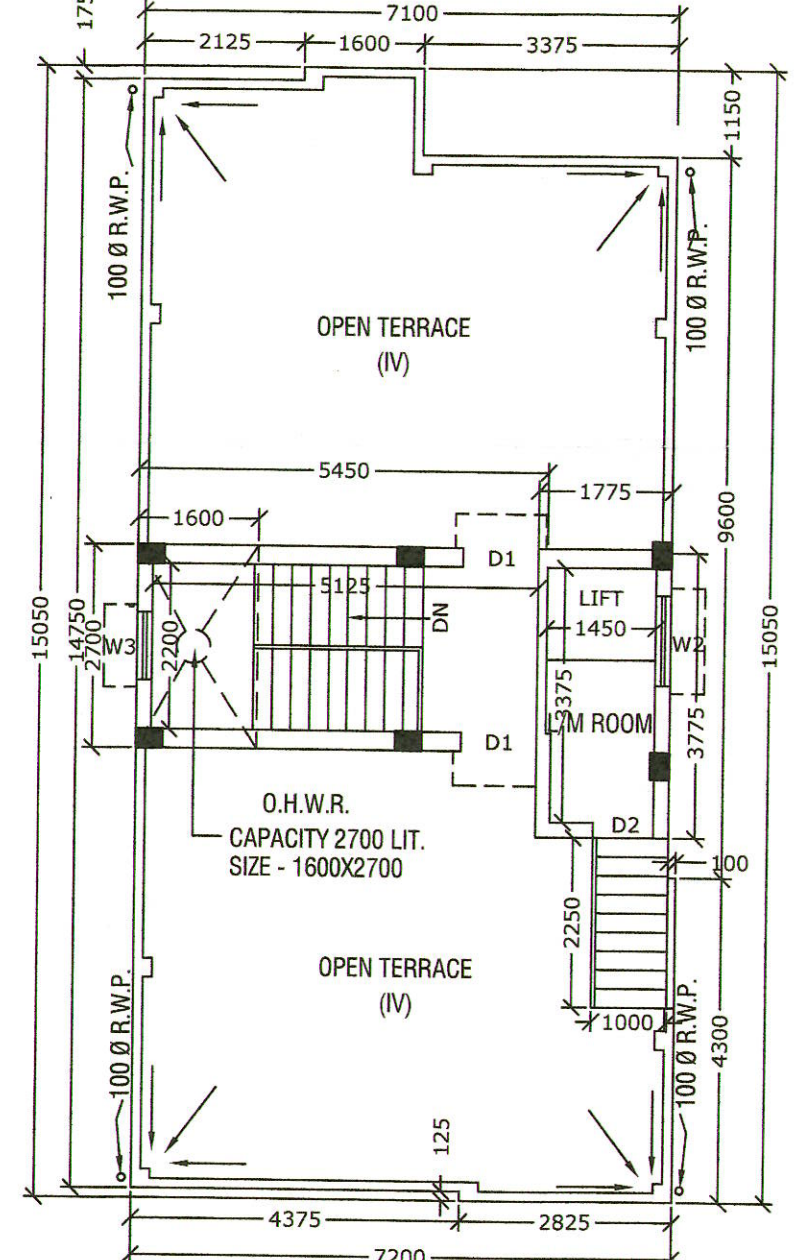 7100
175
2125
1600
3375
1150
100 Ø R.W.P.
100 Ø R.W.P.
OPEN TERRACE
(IV)
5450
1775
1600
9600
D1
5125
LIFT
DN
1450
W3
2200
W2
15050
14750
2700
15050
3375
3775
D1
L/M ROOM
O.H.W.R.
CAPACITY 2700 LIT.
SIZE - 1600X2700
D2
100
2250
OPEN TERRACE
(IV)
1000
100 Ø R.W.P.
100 Ø R.W.P.
4300
125
4375
2825
7200